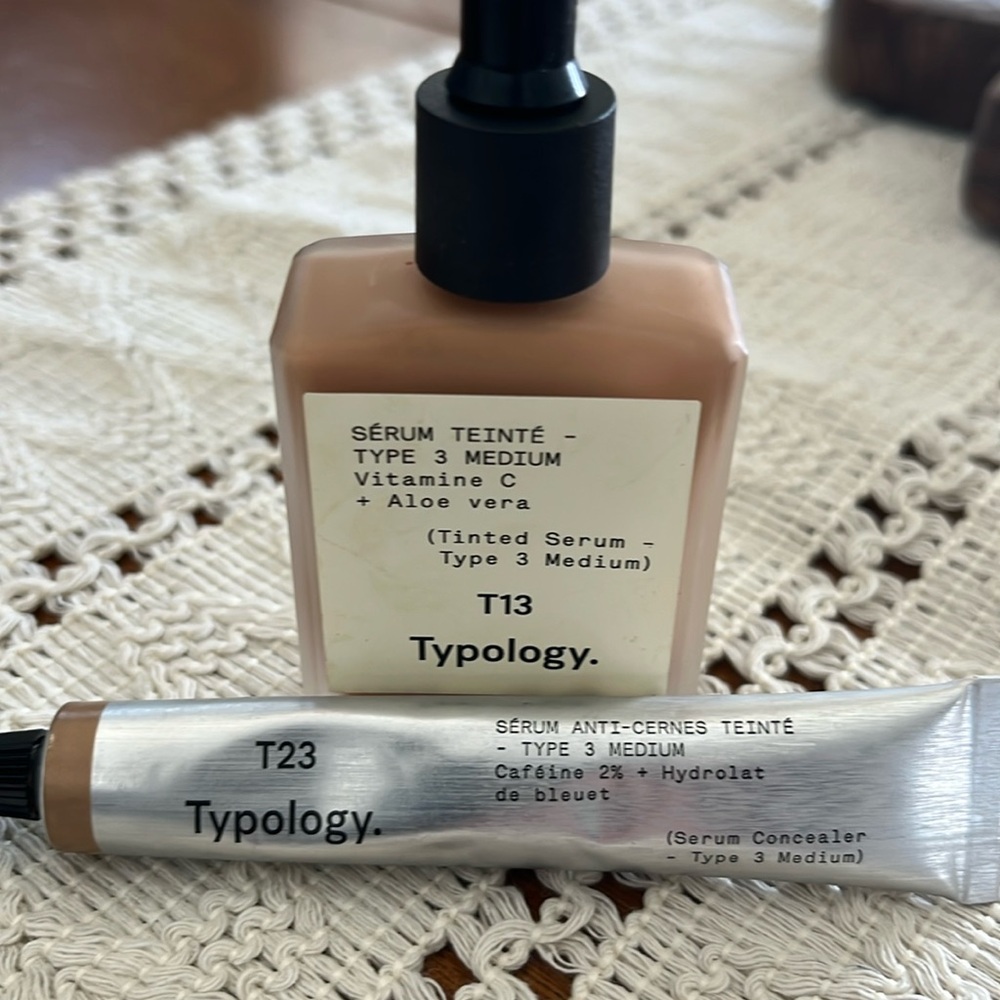 SÉRUM TEINTÉ -
TYPE 3 MEDIUM
Vitamine C
+ Aloe vera
(Tinted Serum -
Type 3 Medium)
T13
Typology.
T23
Typology.
SÉRUM ANTI-CERNES TEINTÉ
- TYPE 3 MEDIUM
Caféine 2% + Hydrolat
de bleuet
(Serum Concealer
- Type 3 Medium)